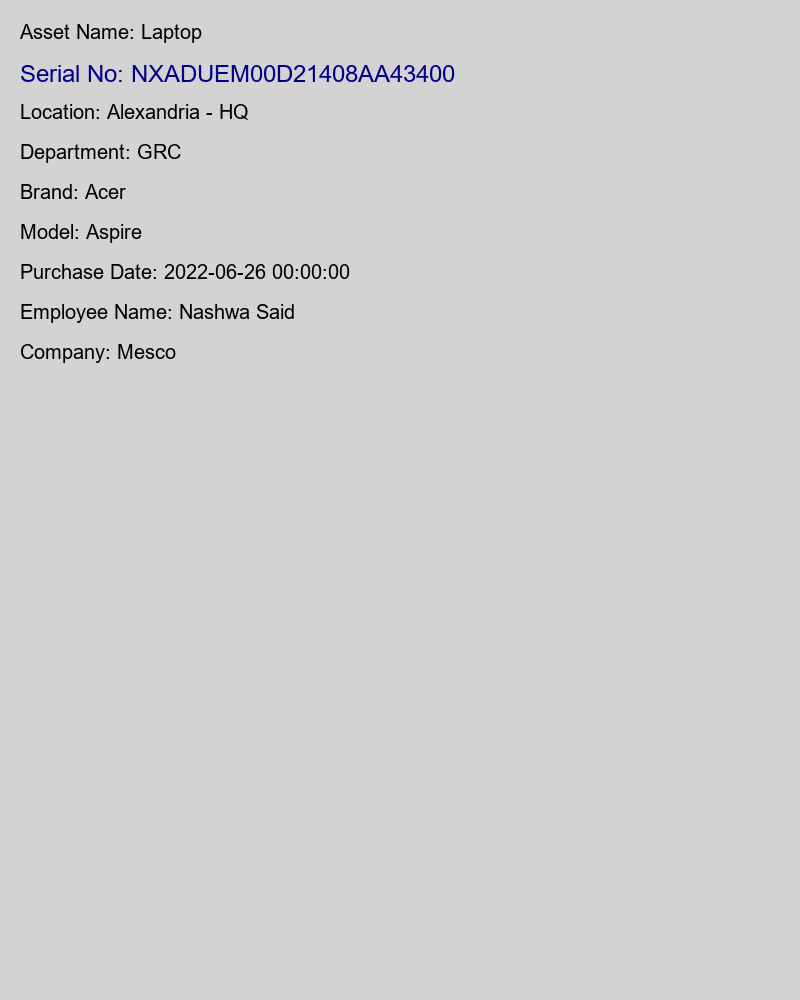 Asset Name: Laptop
Serial No: NXADUEM00D21408AA43400
Location: Alexandria - HQ
Department: GRC
Brand: Acer
Model: Aspire
Purchase Date: 2022-06-26 00:00:00
Employee Name: Nashwa Said
Company: Mesco